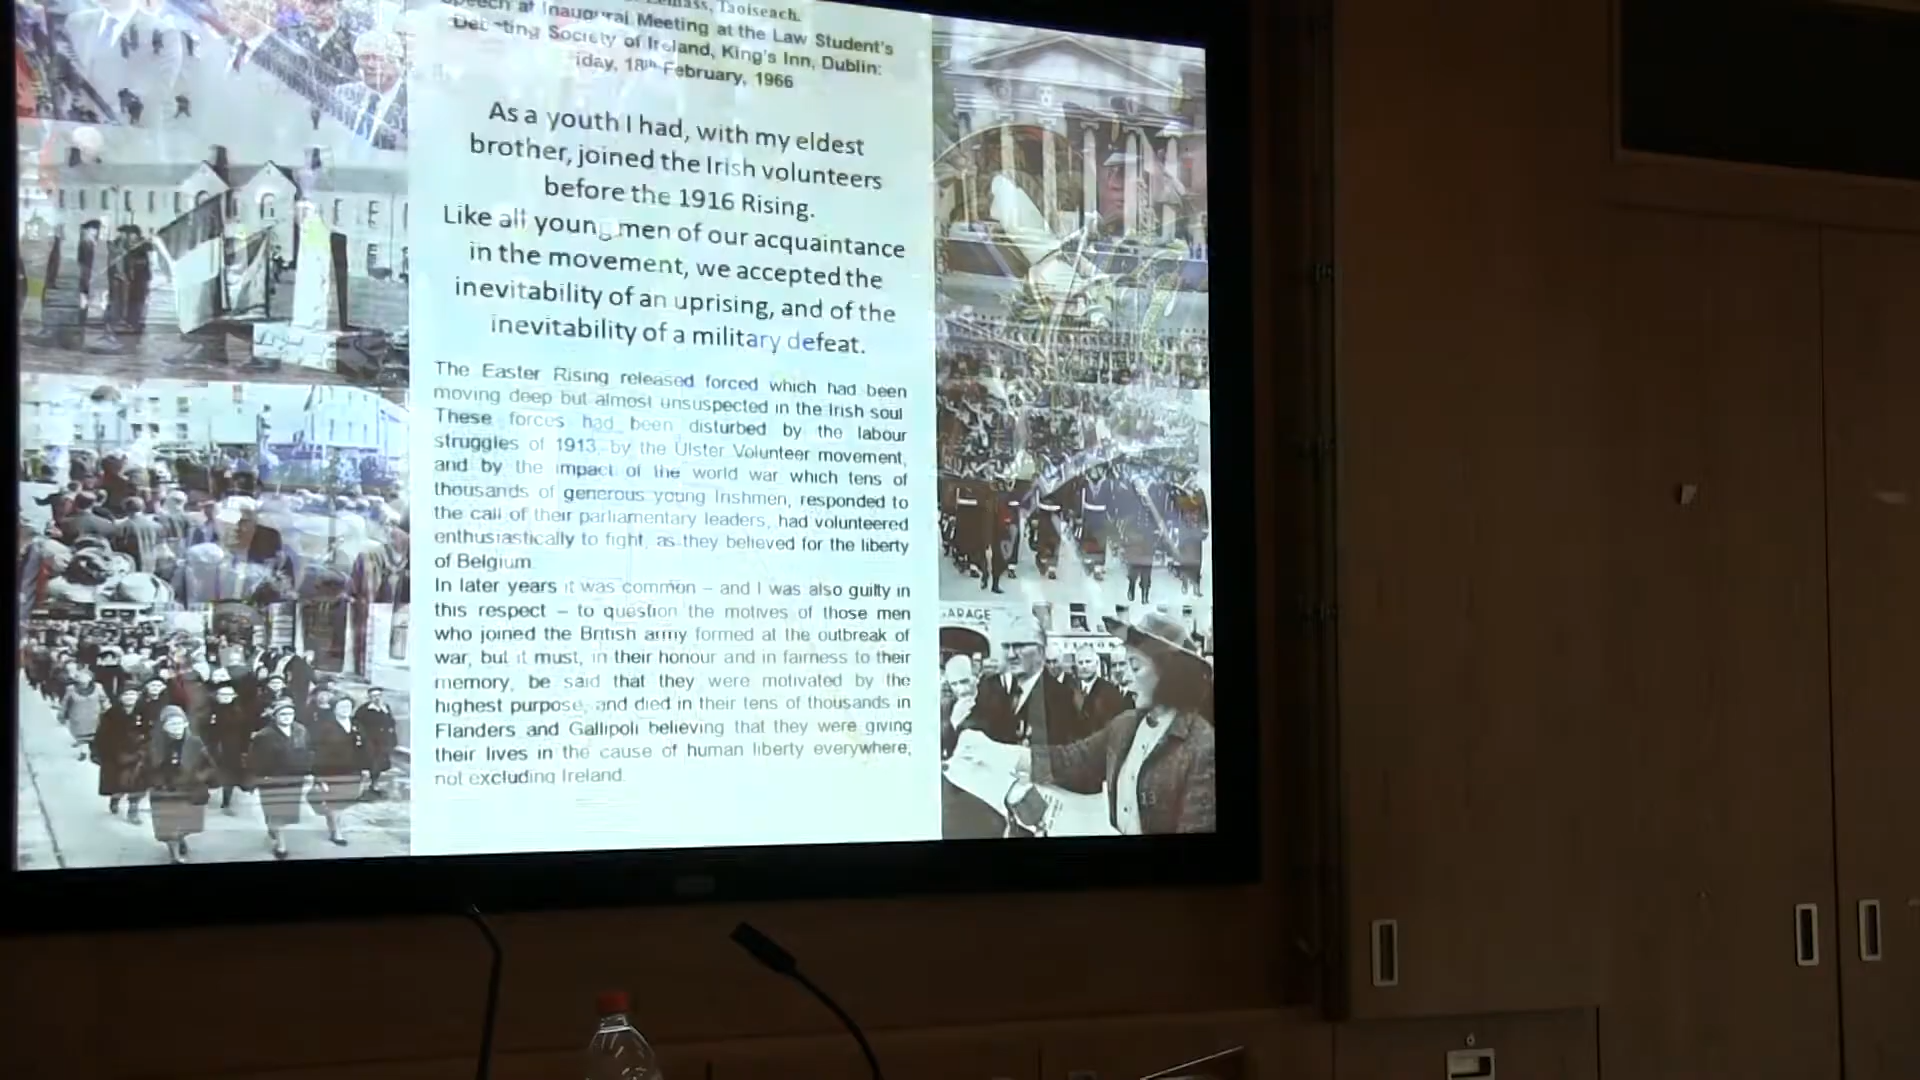 Lemass, Taoiseach.
Speech at Inaugural Meeting at the Law Student's
Debating Society of Ireland, King's Inn, Dublin:
18th February, 1966
As a youth I had, with my eldest
brother, joined the Irish volunteers
before the 1916 Rising.
Like all young men of our acquaintance
in the movement, we accepted the
inevitability of an uprising, and of the
inevitability of a military defeat.
The Easter Rising released forced which had been
moving deep but almost unsuspected in the Irish soul
These forces had been disturbed by the labour
struggles of 1913, by the Ulster Volunteer movement,
and by the impact of the world war which tens of
thousands of generous young Irishmen, responded to
the call of their parliamentary leaders, had volunteered
enthusiastically to fight, as they believed for the liberty
of Belgium.
In later years it was common – and I was also guilty in
this respect – to question the motives of those men
who joined the British army formed at the outbreak of
war, but it must, in their honour and in fairness to their
memory, be said that they were motivated by the
highest purpose, and died in their tens of thousands in
Flanders and Gallipoli believing that they were giving
their lives in the cause of human liberty everywhere,
not excluding Ireland.
ARAGE
13